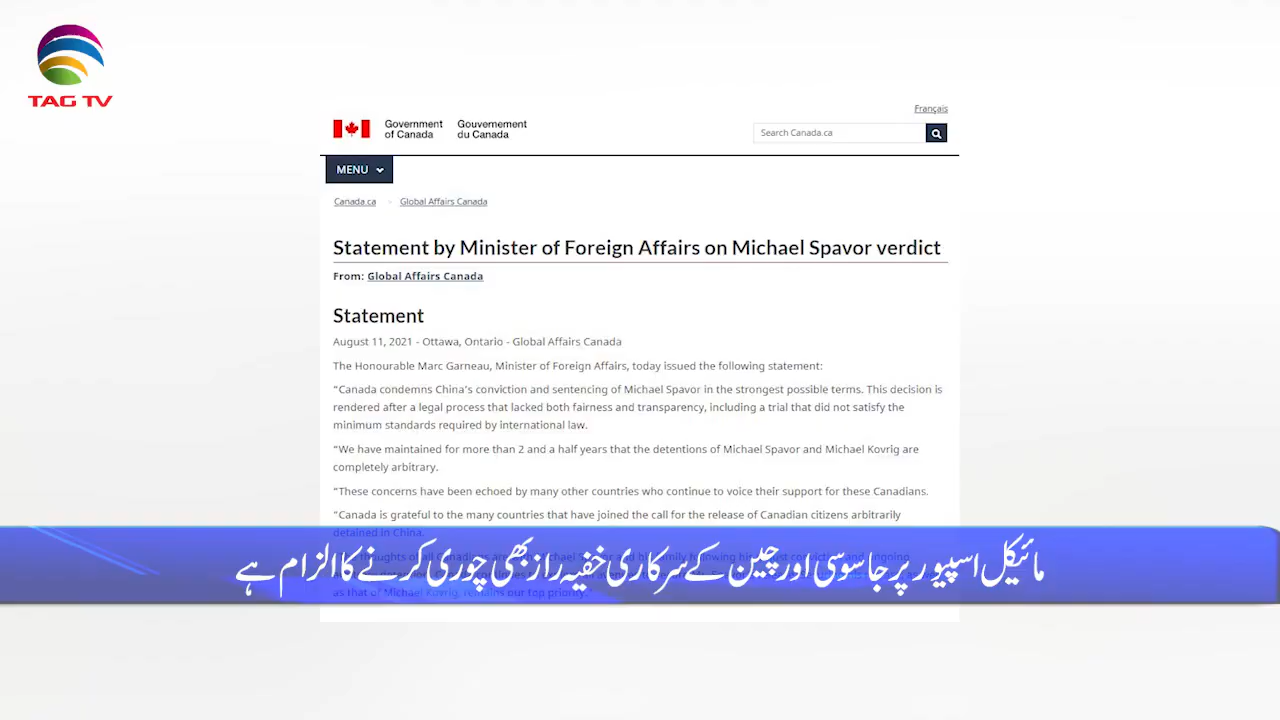 TAG TV
Français
Government of Canada
Gouvernement du Canada
Search Canada.ca
MENU
Canada.ca
Global Affairs Canada
Statement by Minister of Foreign Affairs on Michael Spavor verdict
From: Global Affairs Canada
Statement
August 11, 2021 - Ottawa, Ontario - Global Affairs Canada
The Honourable Marc Garneau, Minister of Foreign Affairs, today issued the following statement:
“Canada condemns China’s conviction and sentencing of Michael Spavor in the strongest possible terms. This decision is
rendered after a legal process that lacked both fairness and transparency, including a trial that did not satisfy the
minimum standards required by international law.
“We have maintained for more than 2 and a half years that the detentions of Michael Spavor and Michael Kovrig are
completely arbitrary.
“These concerns have been echoed by many other countries who continue to voice their support for these Canadians.
“Canada is grateful to the many countries that have joined the call for the release of Canadian citizens arbitrarily
detained in China.
مائیکل اسپیور پر جاسوسی اور چین کے سرکاری خفیہ راز بھی چوری کرنے کا الزام ہے
as that of Michael Kovrig, remains our top priority.”